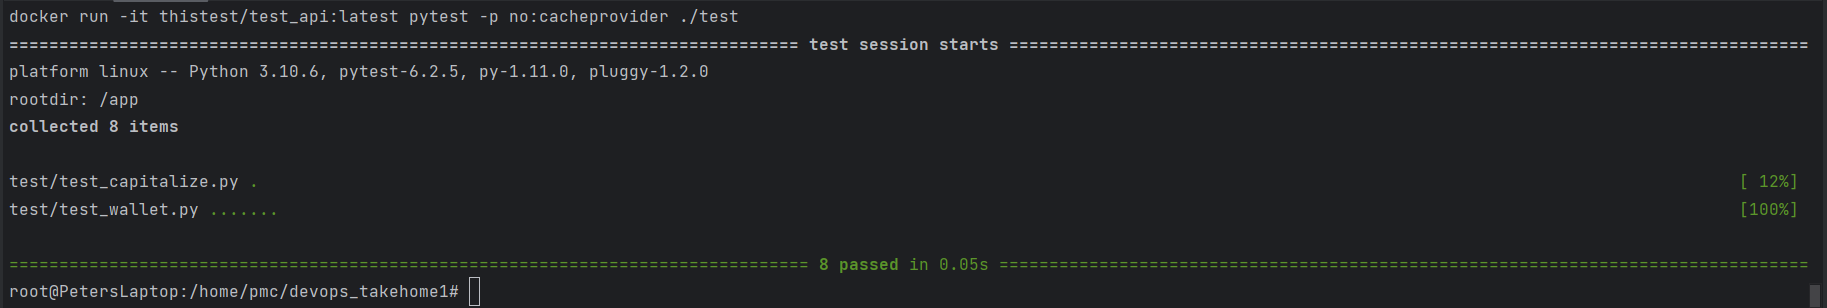 docker run -it thistest/test_api:latest pytest -p no:cacheprovider ./test
=============================================================================== test session starts ================================================================================
platform linux -- Python 3.10.6, pytest-6.2.5, py-1.11.0, pluggy-1.2.0
rootdir: /app
collected 8 items
test/test_capitalize.py . [ 12%]
test/test_wallet.py ....... [100%]
================================================================================ 8 passed in 0.05s =================================================================================
root@PetersLaptop:/home/pmc/devops_takehome1#